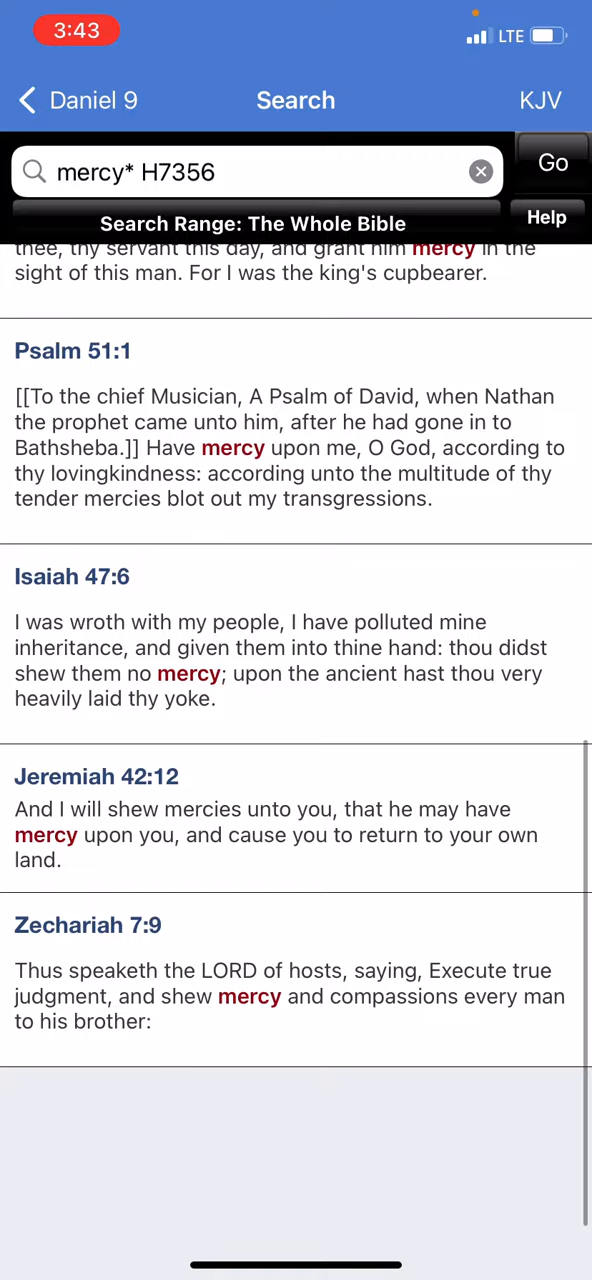 3:43
LTE
Daniel 9
Search
KJV
mercy* H7356
Go
Search Range: The Whole Bible
Help
thee, thy servant this day, and grant him mercy in the
sight of this man. For I was the king's cupbearer.
Psalm 51:1
[[To the chief Musician, A Psalm of David, when Nathan
the prophet came unto him, after he had gone in to
Bathsheba.]] Have mercy upon me, O God, according to
thy lovingkindness: according unto the multitude of thy
tender mercies blot out my transgressions.
Isaiah 47:6
I was wroth with my people, I have polluted mine
inheritance, and given them into thine hand: thou didst
shew them no mercy; upon the ancient hast thou very
heavily laid thy yoke.
Jeremiah 42:12
And I will shew mercies unto you, that he may have
mercy upon you, and cause you to return to your own
land.
Zechariah 7:9
Thus speaketh the LORD of hosts, saying, Execute true
judgment, and shew mercy and compassions every man
to his brother: